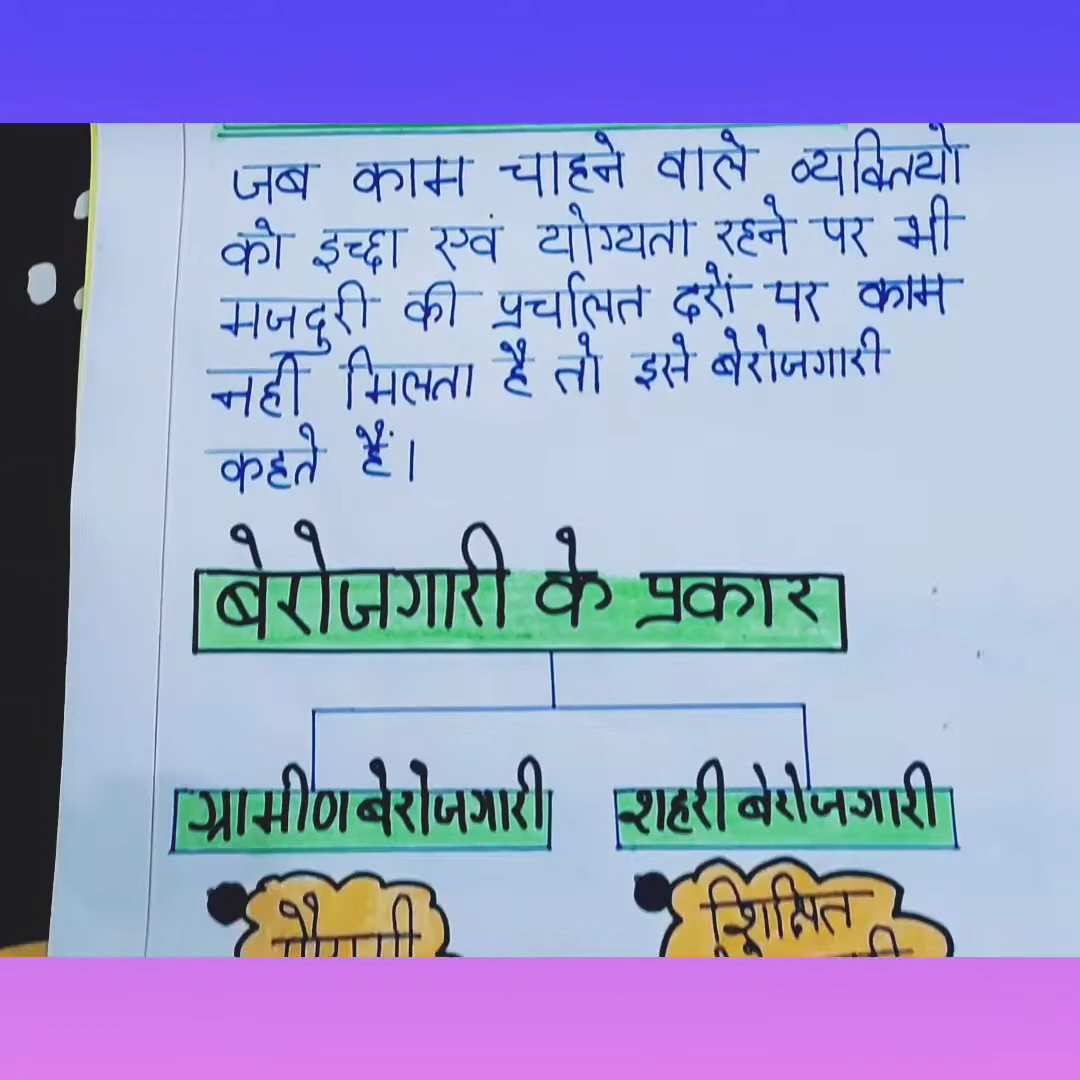 जब काम चाहने वाले व्यक्तियो
को इच्छा एवं योग्यता रहने पर भी
मजदुरी की प्रचलित दरों पर काम
नही मिलता है तो इसे बेरोजगारी
कहते हैं।
बेरोजगारी के प्रकार
ग्रामीण बेरोजगारी
शहरी बेरोजगारी
शिक्षित